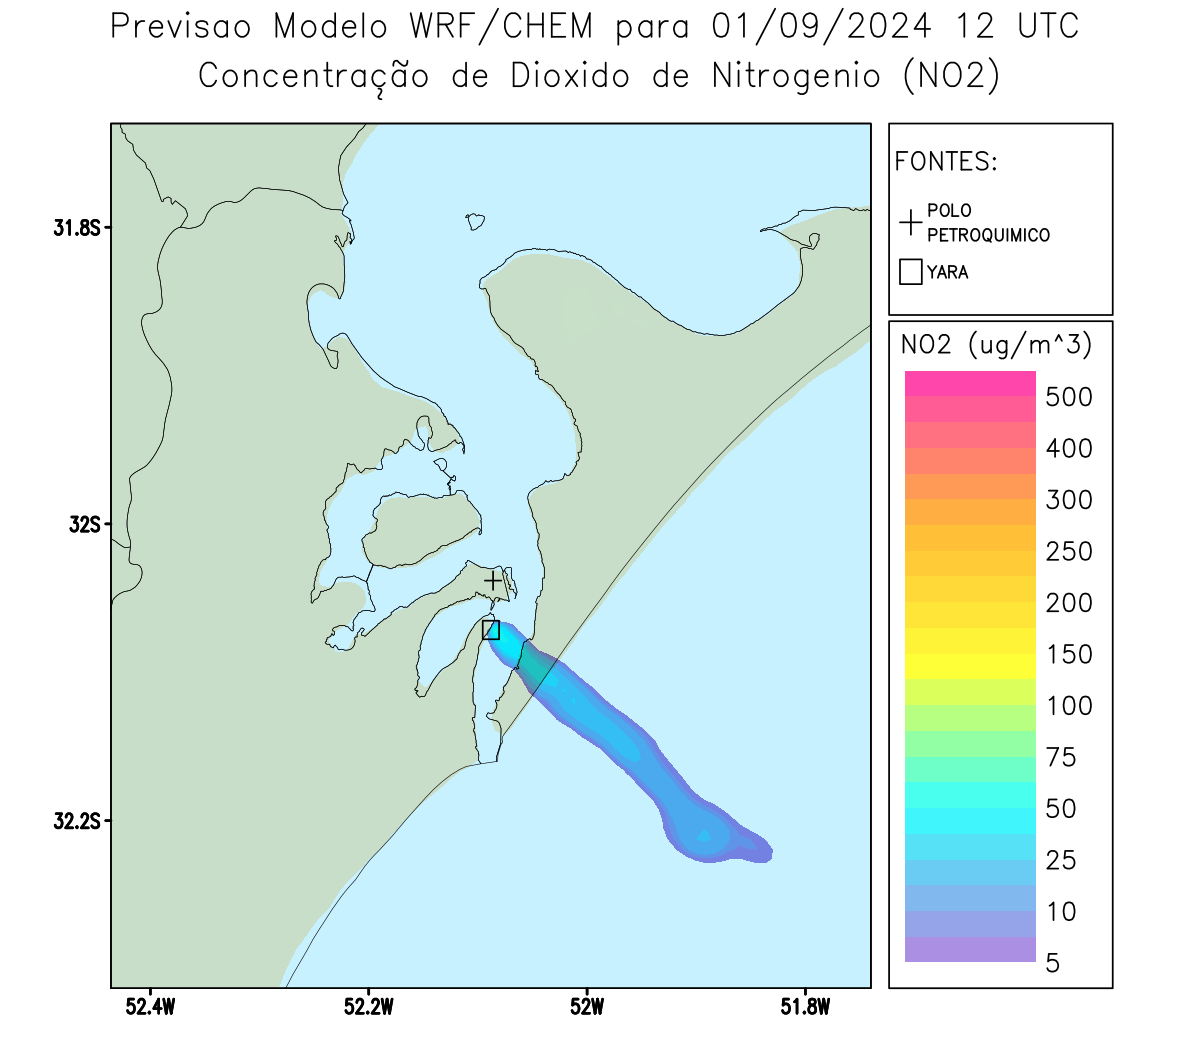 Previsao Modelo WRF/CHEM para 01/09/2024 12 UTC
Concentração de Dioxido de Nitrogenio (NO2)
FONTES:
POLO
PETROQUIMICO
YARA
31.8S
32S
32.2S
52.4W
52.2W
52W
51.8W
NO2 (ug/m^3)
500
400
300
250
200
150
100
75
50
25
10
5